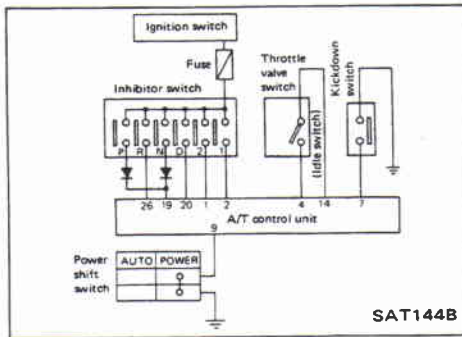 Ignition switch
Fuse
Inhibitor switch
Throttle
valve
switch
(Idle switch)
Kickdown
switch
P R N D 2 1
26 19 20 1 2 4 14 7
A/T control unit
9
Power
shift
switch
AUTO POWER
SAT144B